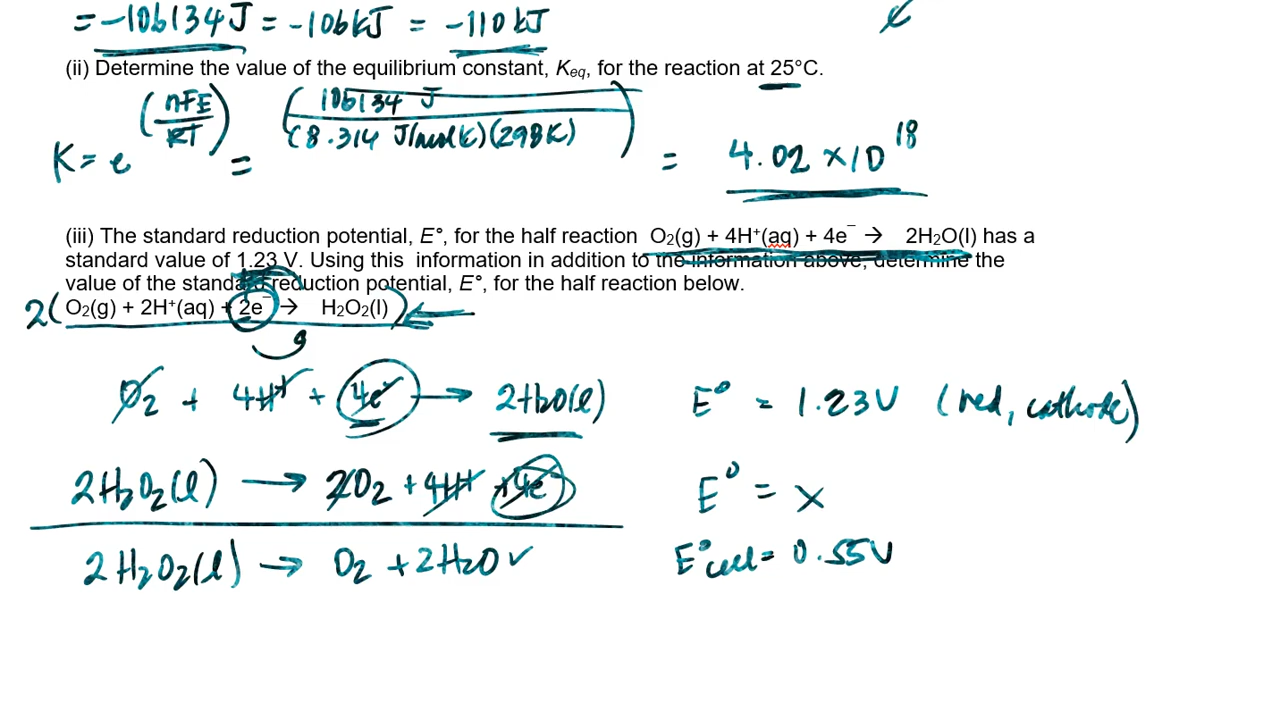 = -106134J = -106kJ = -110 kJ
(ii) Determine the value of the equilibrium constant, Keq, for the reaction at 25°C.
K = e (nFE/RT) = (106134 J / (8.314 J/mol(K)(298K)) = 4.02 x 10^18
(iii) The standard reduction potential, E°, for the half reaction O2(g) + 4H+(aq) + 4e⁻ → 2H2O(l) has a
standard value of 1.23 V. Using this information in addition to the information above, determine the
value of the standard reduction potential, E°, for the half reaction below.
2( O2(g) + 2H+(aq) + 2e⁻ → H2O2(l) )
O2 + 4H+ + 4e⁻ → 2H2O(l) E° = 1.23V (red, cathode)
2H2O2(l) → 2O2 + 4H+ + 4e⁻ E° = x
2H2O2(l) → O2 + 2H2O ✓ E°cell = 0.55V